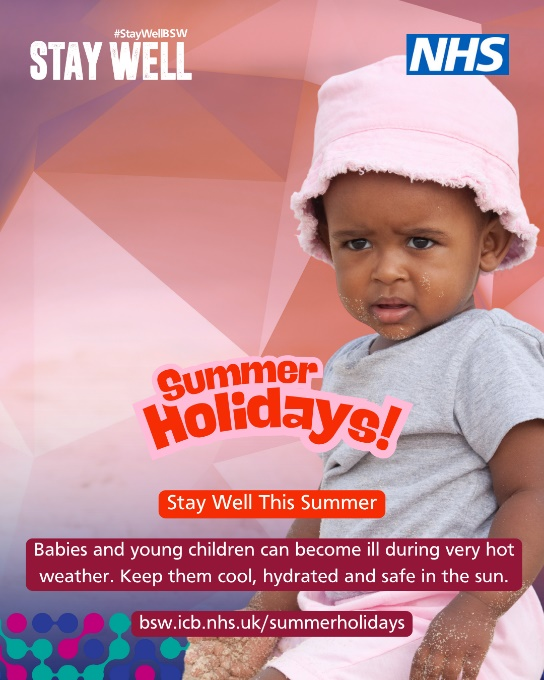 #StayWellBSW
STAY WELL
NHS
Summer
Holidays!
Stay Well This Summer
Babies and young children can become ill during very hot
weather. Keep them cool, hydrated and safe in the sun.
bsw.icb.nhs.uk/summerholidays